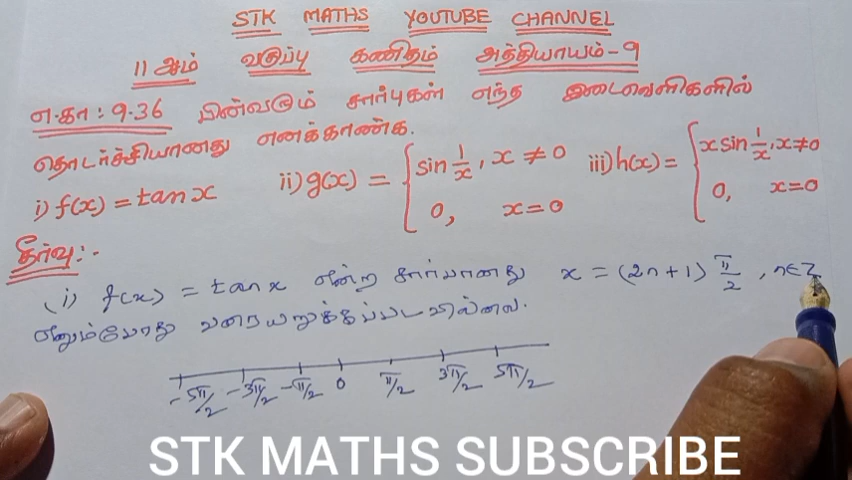 STK MATHS YOUTUBE CHANNEL
11 ஆம் வகுப்பு கணிதம் அத்தியாயம் - 9
எ.கா : 9.36 பின்வரும் சார்புகள் எந்த இடைவெளிகளில்
தொடர்ச்சியானது எனக்காண்க.
i) f(x) = tan x ii) g(x) = { sin 1/x, x ≠ 0 iii) h(x) = { x sin 1/x, x ≠ 0
0, x = 0 0, x = 0
தீர்வு :-
(i) f(x) = tan x என்ற சார்பானது x = (2n+1) π/2, n∈Z
எனும்போது வரையறுக்கப்படவில்லை.
-5π/2 -3π/2 -π/2 0 π/2 3π/2 5π/2
STK MATHS SUBSCRIBE